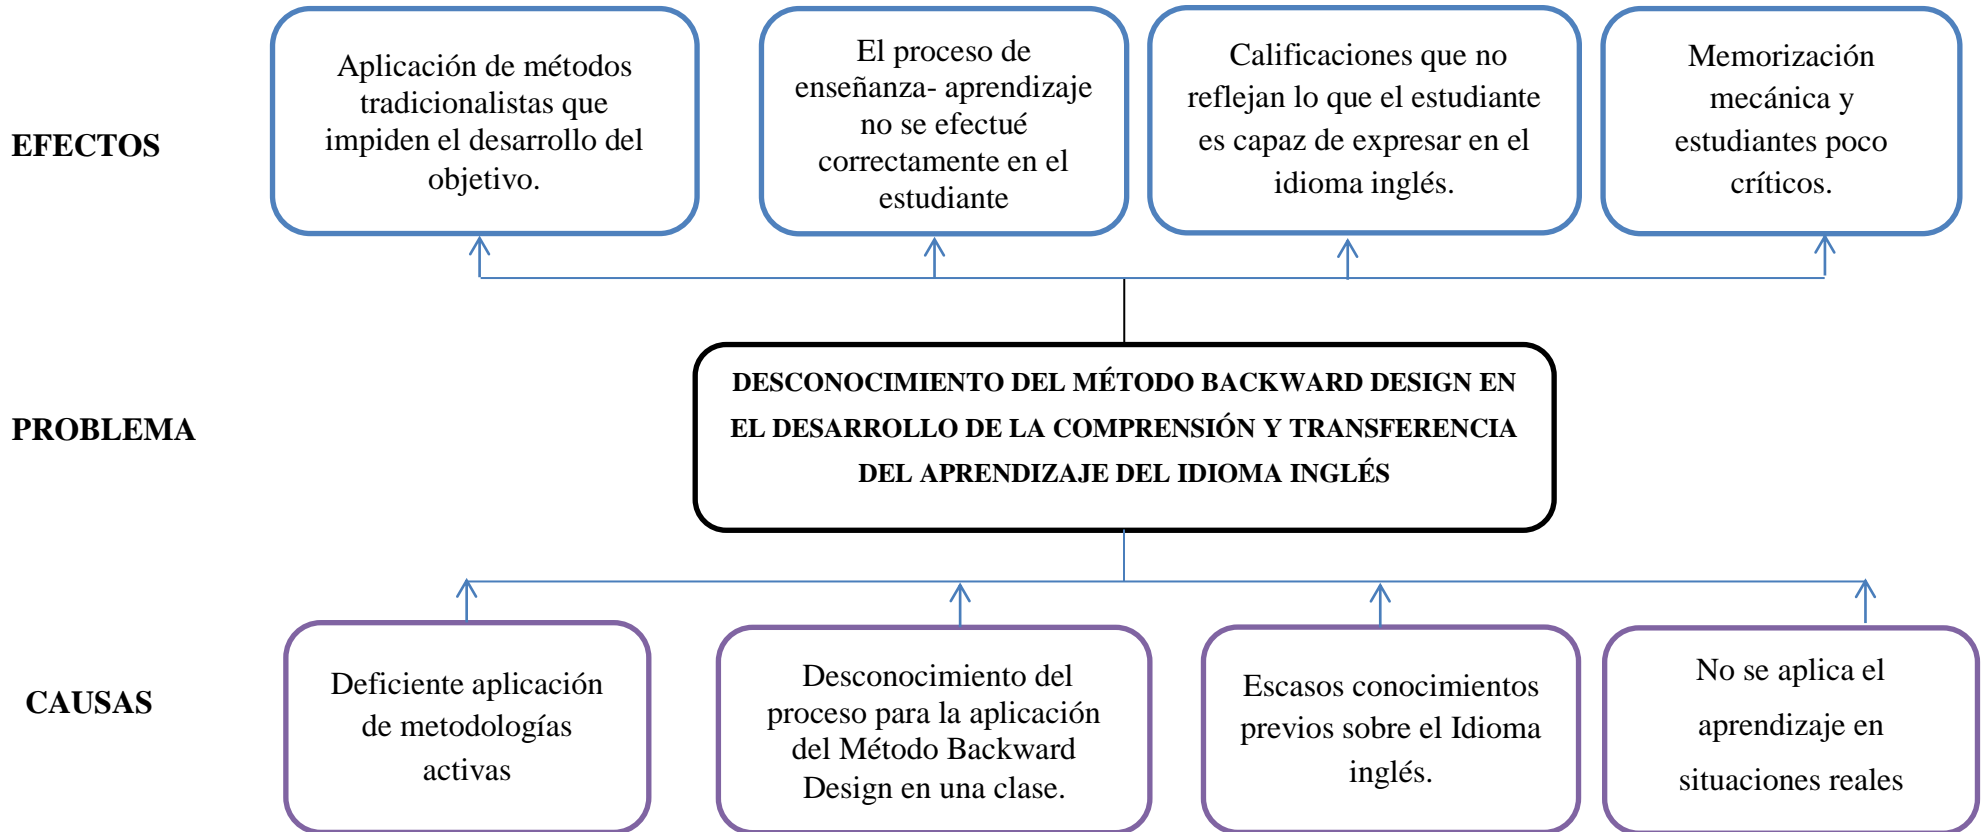 EFECTOS
Aplicación de métodos
tradicionalistas que
impiden el desarrollo del
objetivo.
El proceso de
enseñanza- aprendizaje
no se efectué
correctamente en el
estudiante
Calificaciones que no
reflejan lo que el estudiante
es capaz de expresar en el
idioma inglés.
Memorización
mecánica y
estudiantes poco
críticos.
PROBLEMA
DESCONOCIMIENTO DEL MÉTODO BACKWARD DESIGN EN
EL DESARROLLO DE LA COMPRENSIÓN Y TRANSFERENCIA
DEL APRENDIZAJE DEL IDIOMA INGLÉS
CAUSAS
Deficiente aplicación
de metodologías
activas
Desconocimiento del
proceso para la aplicación
del Método Backward
Design en una clase.
Escasos conocimientos
previos sobre el Idioma
inglés.
No se aplica el
aprendizaje en
situaciones reales